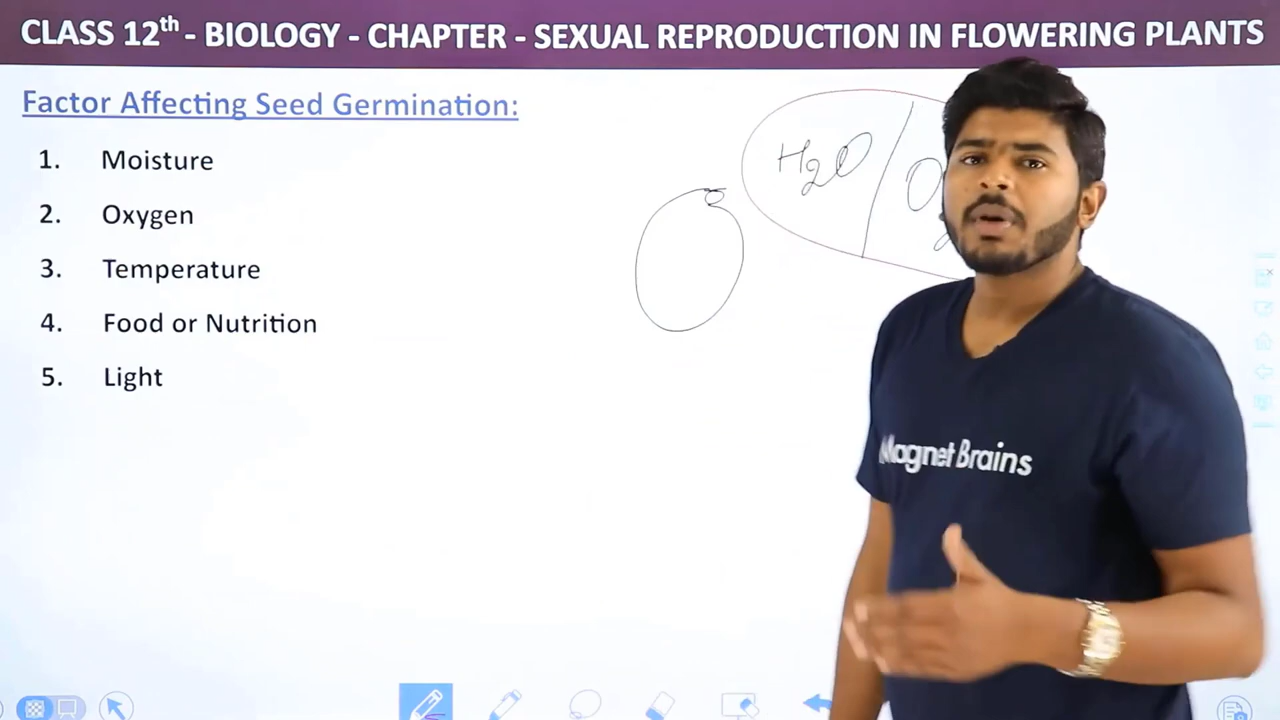 CLASS 12th - BIOLOGY - CHAPTER - SEXUAL REPRODUCTION IN FLOWERING PLANTS
Factor Affecting Seed Germination:
1. Moisture
2. Oxygen
3. Temperature
4. Food or Nutrition
5. Light
H2O
O2
Magnet Brains